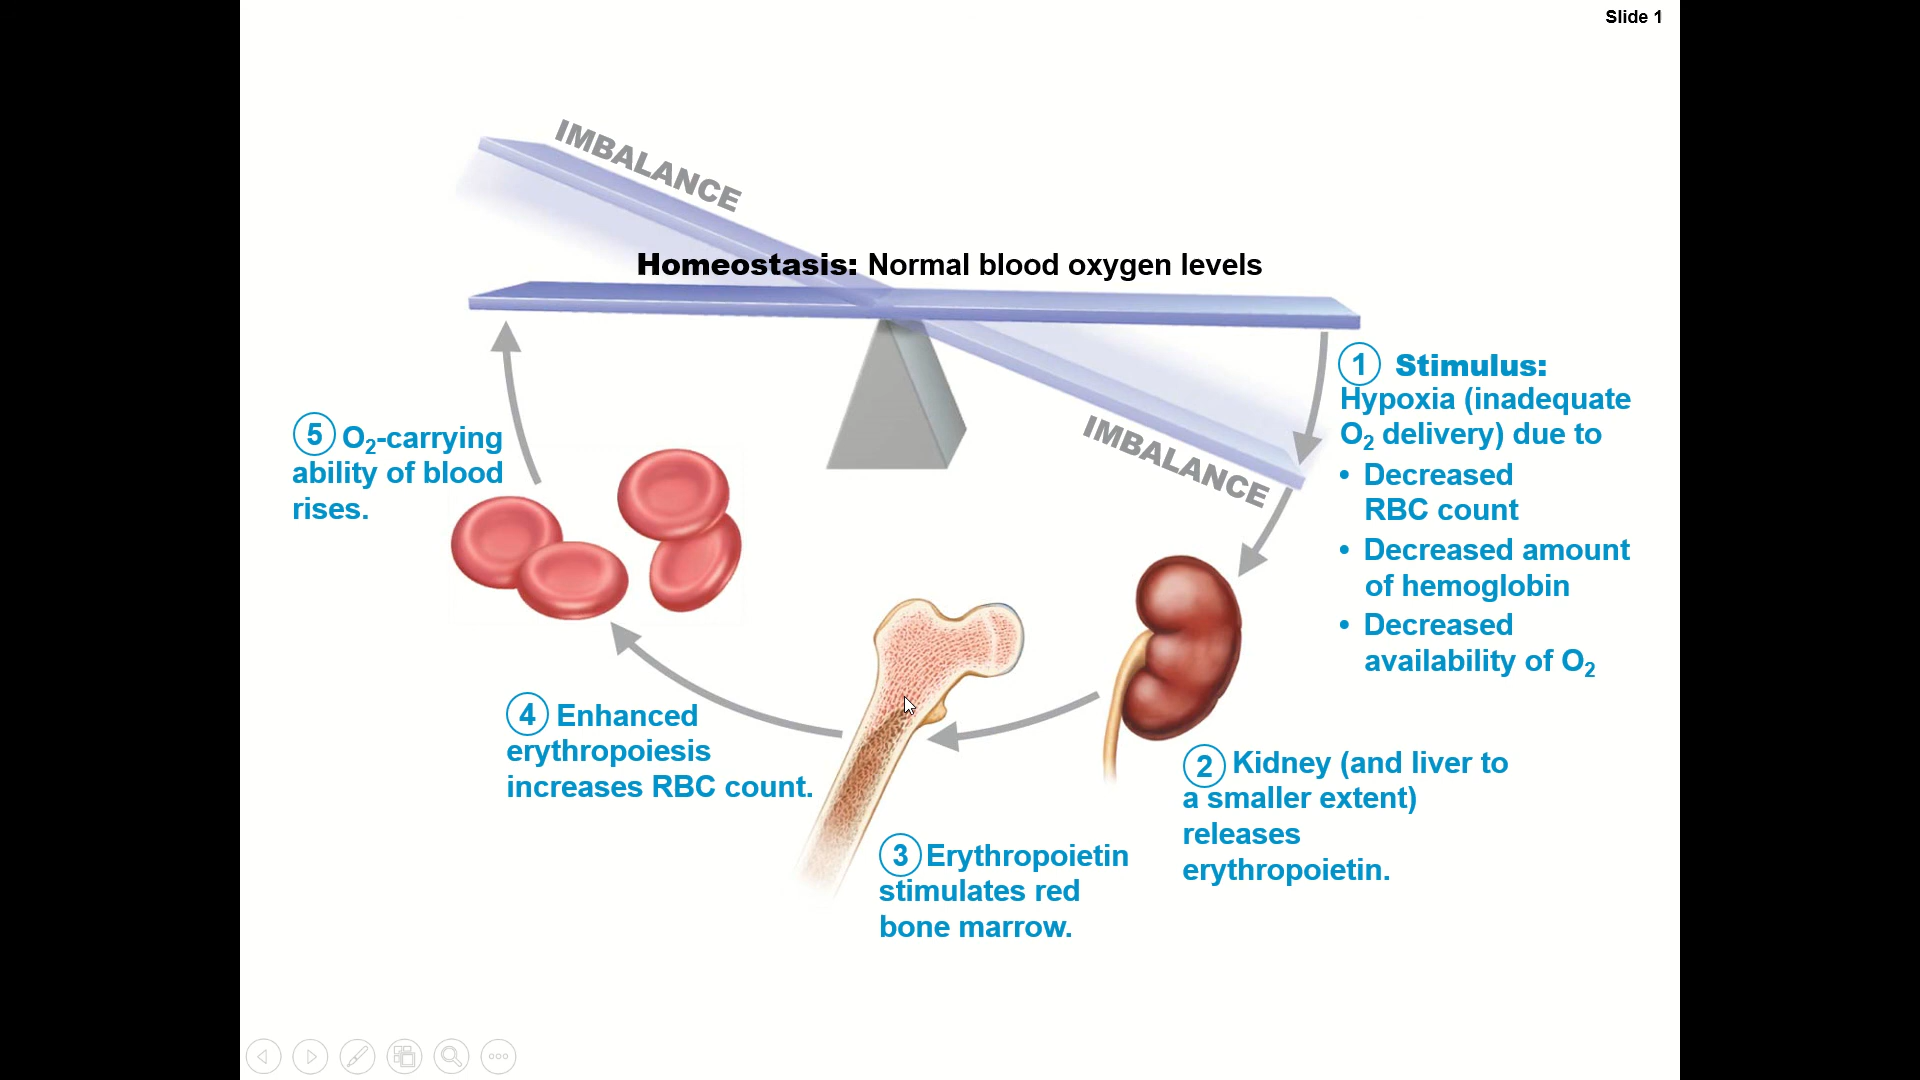 Slide 1
IMBALANCE
Homeostasis: Normal blood oxygen levels
1 Stimulus:
Hypoxia (inadequate
O₂ delivery) due to
• Decreased
RBC count
• Decreased amount
of hemoglobin
• Decreased
availability of O₂
IMBALANCE
2 Kidney (and liver to
a smaller extent)
releases
erythropoietin.
3 Erythropoietin
stimulates red
bone marrow.
4 Enhanced
erythropoiesis
increases RBC count.
5 O₂-carrying
ability of blood
rises.